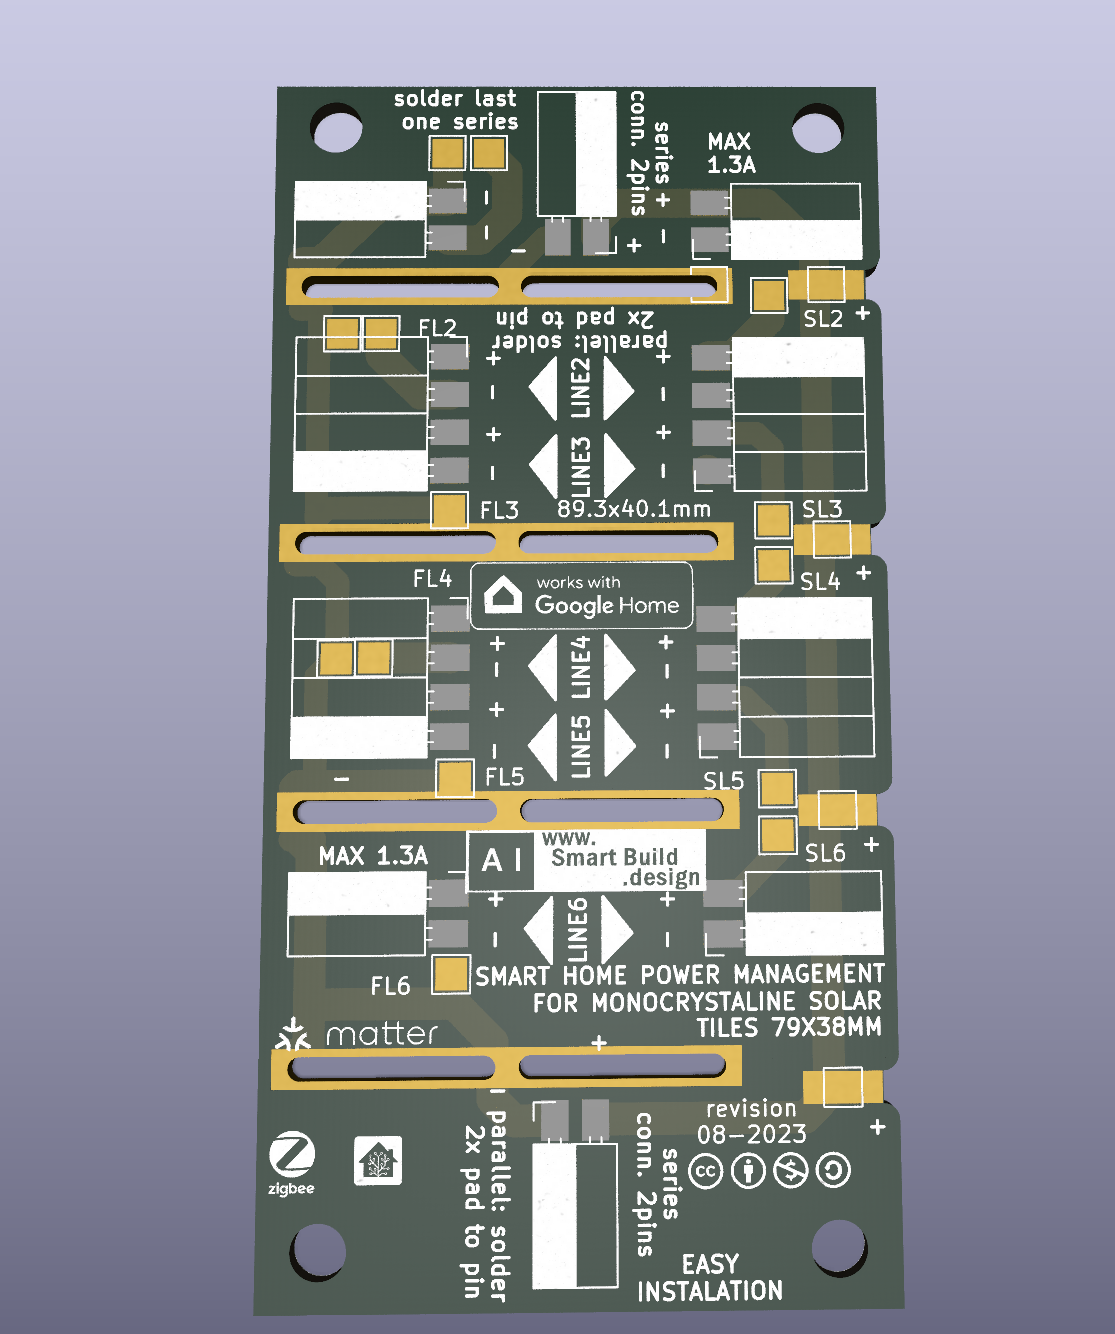 solder last
one series
conn. 2pins
series
MAX
1.3A
+
-
-
-
+
-
-
+
SL2 +
FL2
parallel: solder
2x pad to pin
+
-
+
-
LINE2
LINE3
+
-
+
-
FL3
89.3x40.1mm
SL3
FL4
works with
Google Home
SL4 +
+
-
+
-
LINE4
LINE5
+
-
+
-
-
FL5
SL5
MAX 1.3A
AI
www.
Smart Build
.design
SL6 +
+
-
LINE6
+
-
FL6
SMART HOME POWER MANAGEMENT
FOR MONOCRYSTALINE SOLAR
TILES 79X38MM
matter
+
-
parallel: solder
2x pad to pin
conn. 2pins
series
revision
08-2023
+
zigbee
cc
EASY
INSTALATION